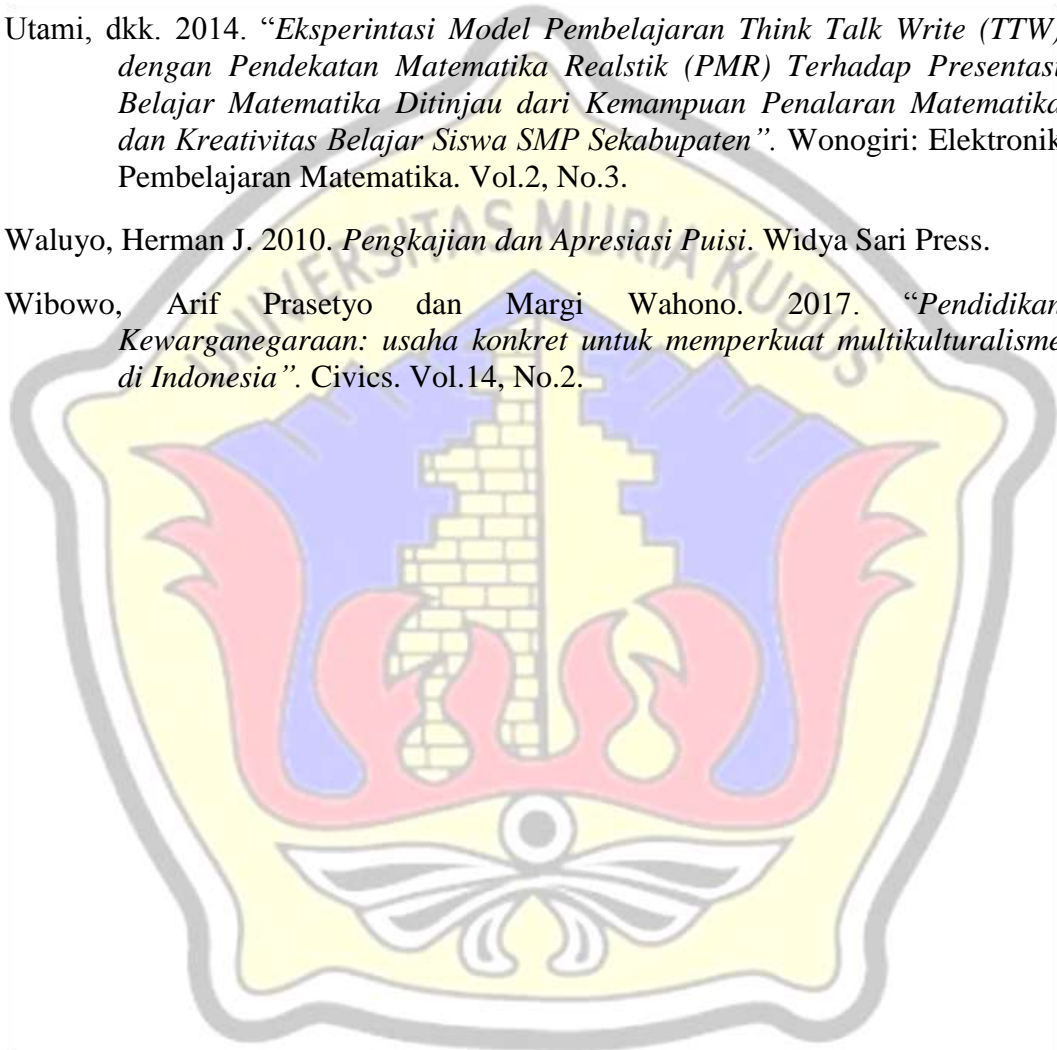 Utami, dkk. 2014. “Eksperintasi Model Pembelajaran Think Talk Write (TTW)
dengan Pendekatan Matematika Realstik (PMR) Terhadap Presentasi
Belajar Matematika Ditinjau dari Kemampuan Penalaran Matematika
dan Kreativitas Belajar Siswa SMP Sekabupaten”. Wonogiri: Elektronik
Pembelajaran Matematika. Vol.2, No.3.
Waluyo, Herman J. 2010. Pengkajian dan Apresiasi Puisi. Widya Sari Press.
Wibowo, Arif Prasetyo dan Margi Wahono. 2017. “Pendidikan
Kewarganegaraan: usaha konkret untuk memperkuat multikulturalisme
di Indonesia”. Civics. Vol.14, No.2.
UNIVERSITAS MURIA KUDUS